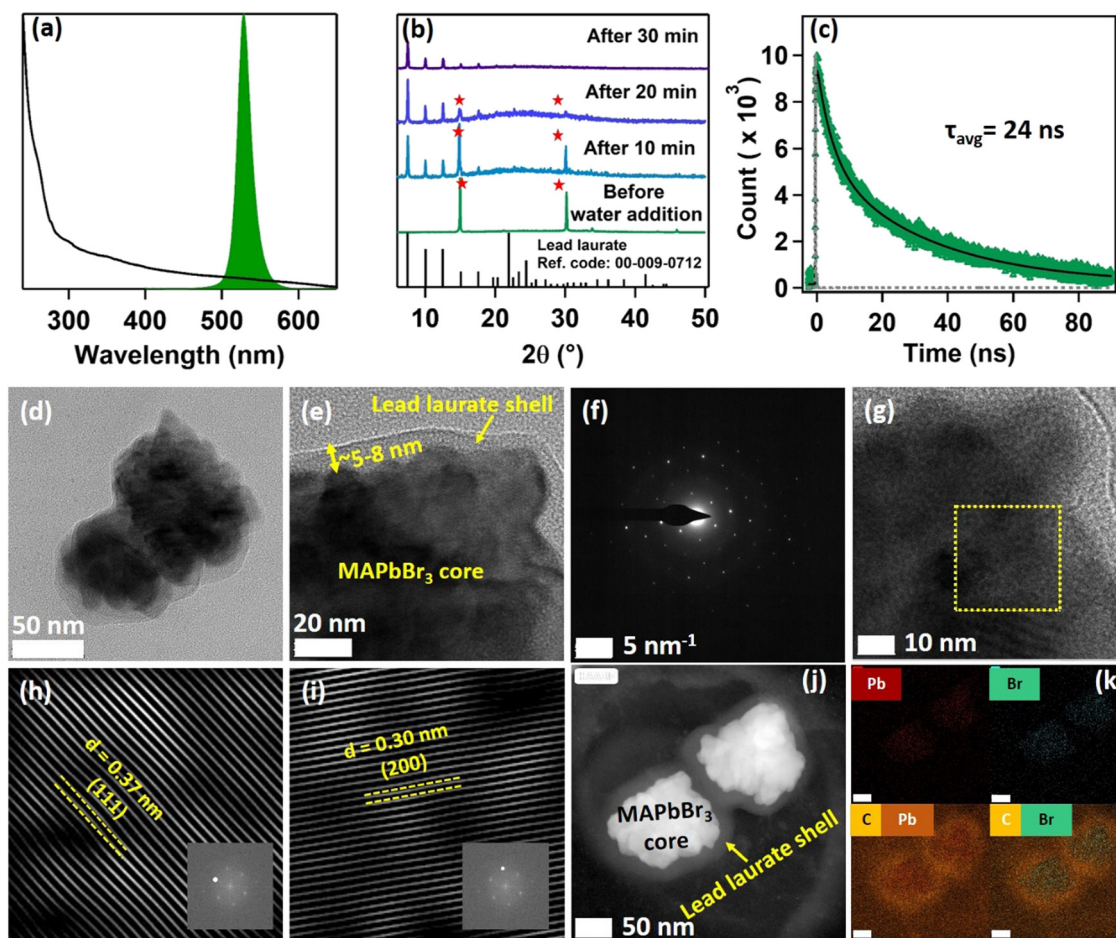 (a)
300
400
500
600
Wavelength (nm)
(b)
After 30 min
After 20 min
After 10 min
Before
water addition
Lead laurate
Ref. code: 00-009-0712
10
20
30
40
50
2θ (°)
(c)
10
8
6
4
2
0
Count ( x 10³)
τavg= 24 ns
0
20
40
60
80
Time (ns)
(d)
50 nm
(e)
Lead laurate shell
~5-8 nm
MAPbBr₃ core
20 nm
(f)
5 nm⁻¹
(g)
10 nm
(h)
d = 0.37 nm
(111)
(i)
d = 0.30 nm
(200)
(j)
MAPbBr₃
core
Lead laurate shell
50 nm
(k
Pb
Br
C Pb
C Br